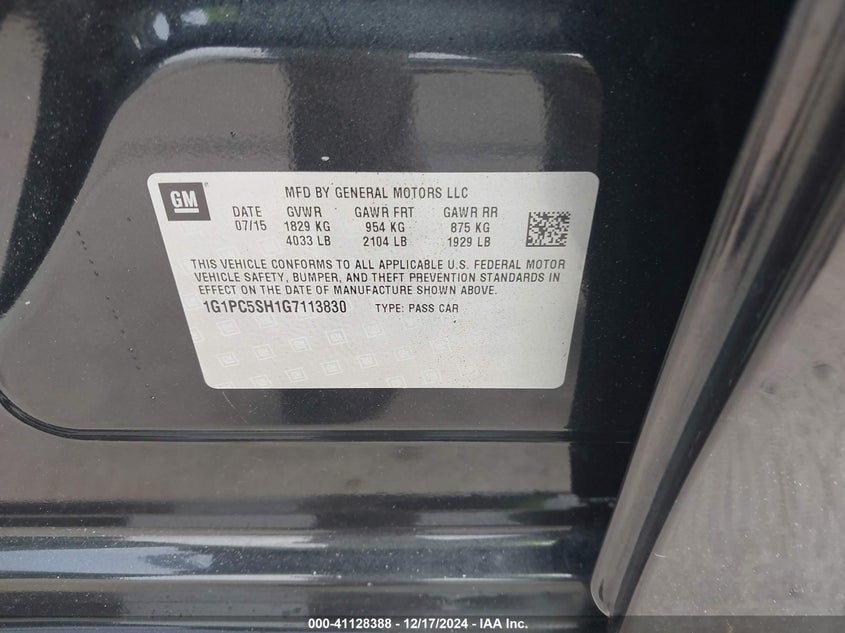 GM
MFD BY GENERAL MOTORS LLC
DATE GVWR GAWR FRT GAWR RR
07/15 1829 KG 954 KG 875 KG
4033 LB 2104 LB 1929 LB
THIS VEHICLE CONFORMS TO ALL APPLICABLE U.S. FEDERAL MOTOR
VEHICLE SAFETY, BUMPER, AND THEFT PREVENTION STANDARDS IN
EFFECT ON THE DATE OF MANUFACTURE SHOWN ABOVE.
1G1PC5SH1G7113830 TYPE: PASS CAR
000-41128388 - 12/17/2024 - IAA Inc.